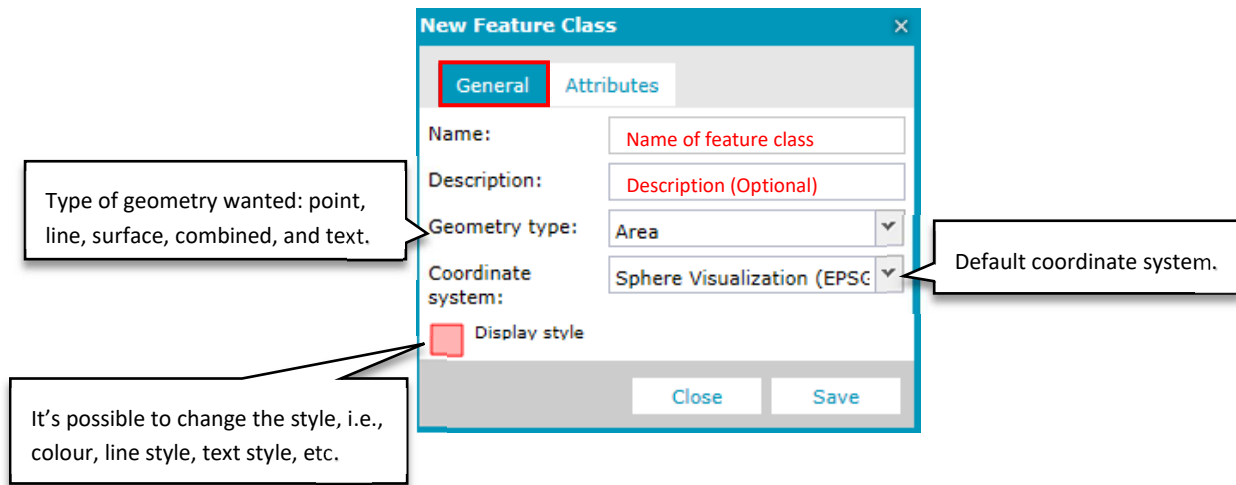 New Feature Class
General Attributes
Name: Name of feature class
Description: Description (Optional)
Type of geometry wanted: point,
line, surface, combined, and text.
Geometry type: Area
Coordinate
system:
Sphere Visualization (EPSG
Default coordinate system.
Display style
Close Save
It’s possible to change the style, i.e.,
colour, line style, text style, etc.